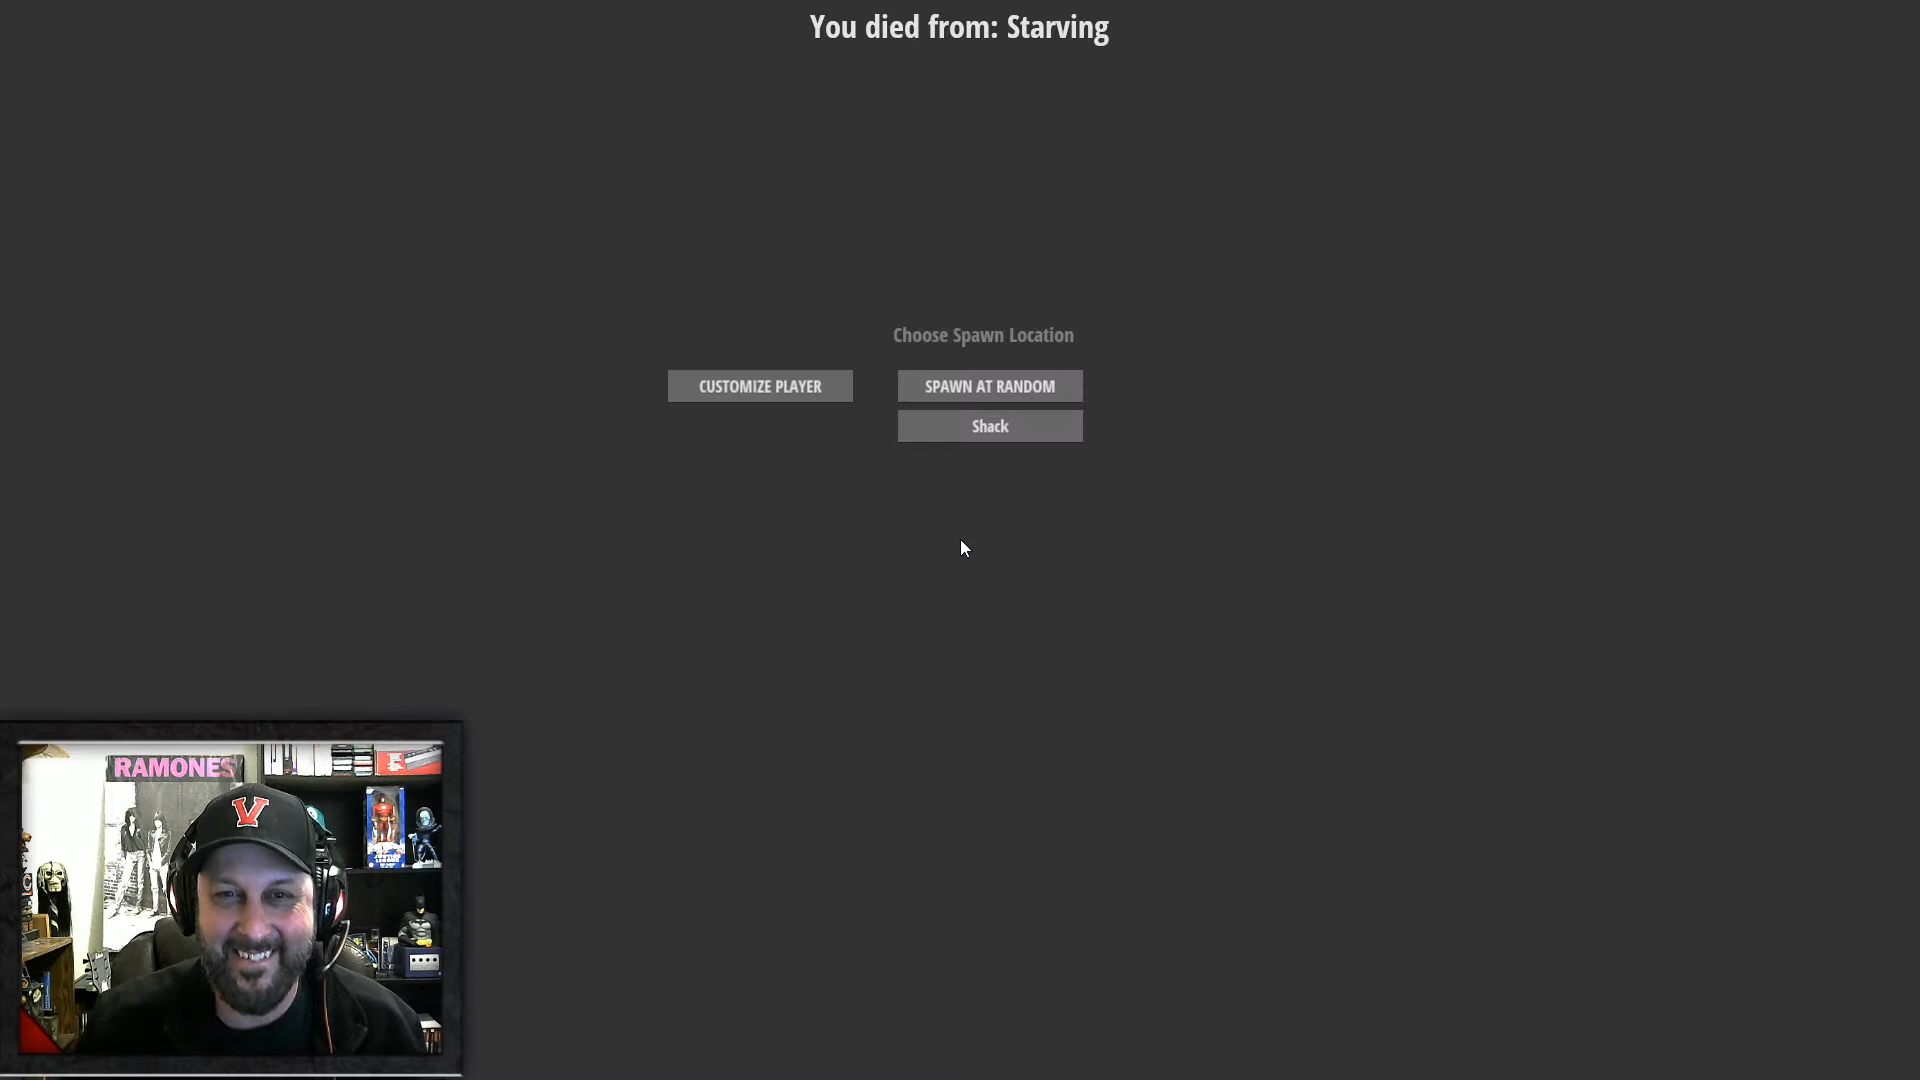 You died from: Starving
Choose Spawn Location
CUSTOMIZE PLAYER
SPAWN AT RANDOM
Shack
RAMONES
V